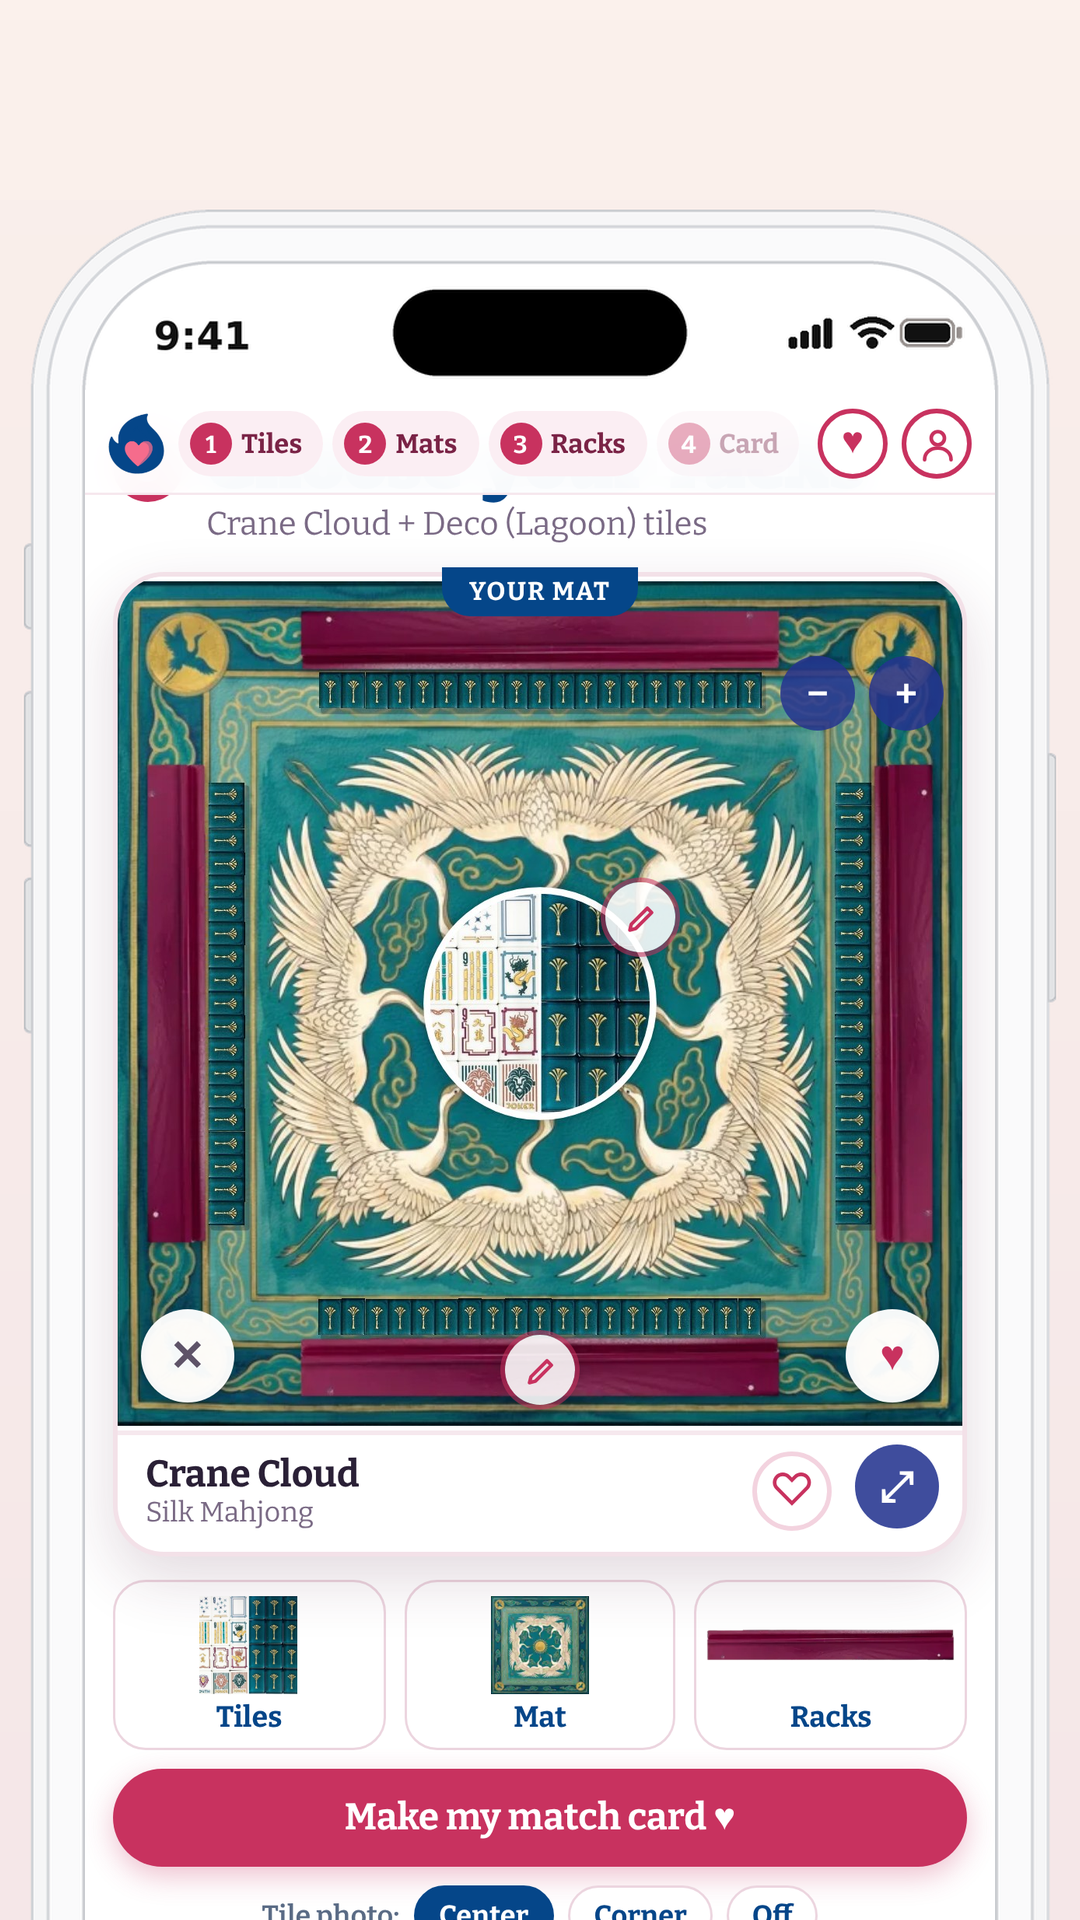 9:41
1 Tiles
2 Mats
3 Racks
4 Card
Crane Cloud + Deco (Lagoon) tiles
YOUR MAT
JOKER
Crane Cloud
Silk Mahjong
Tiles
Mat
Racks
Make my match card ♥
Tile photo: Center Corner Off